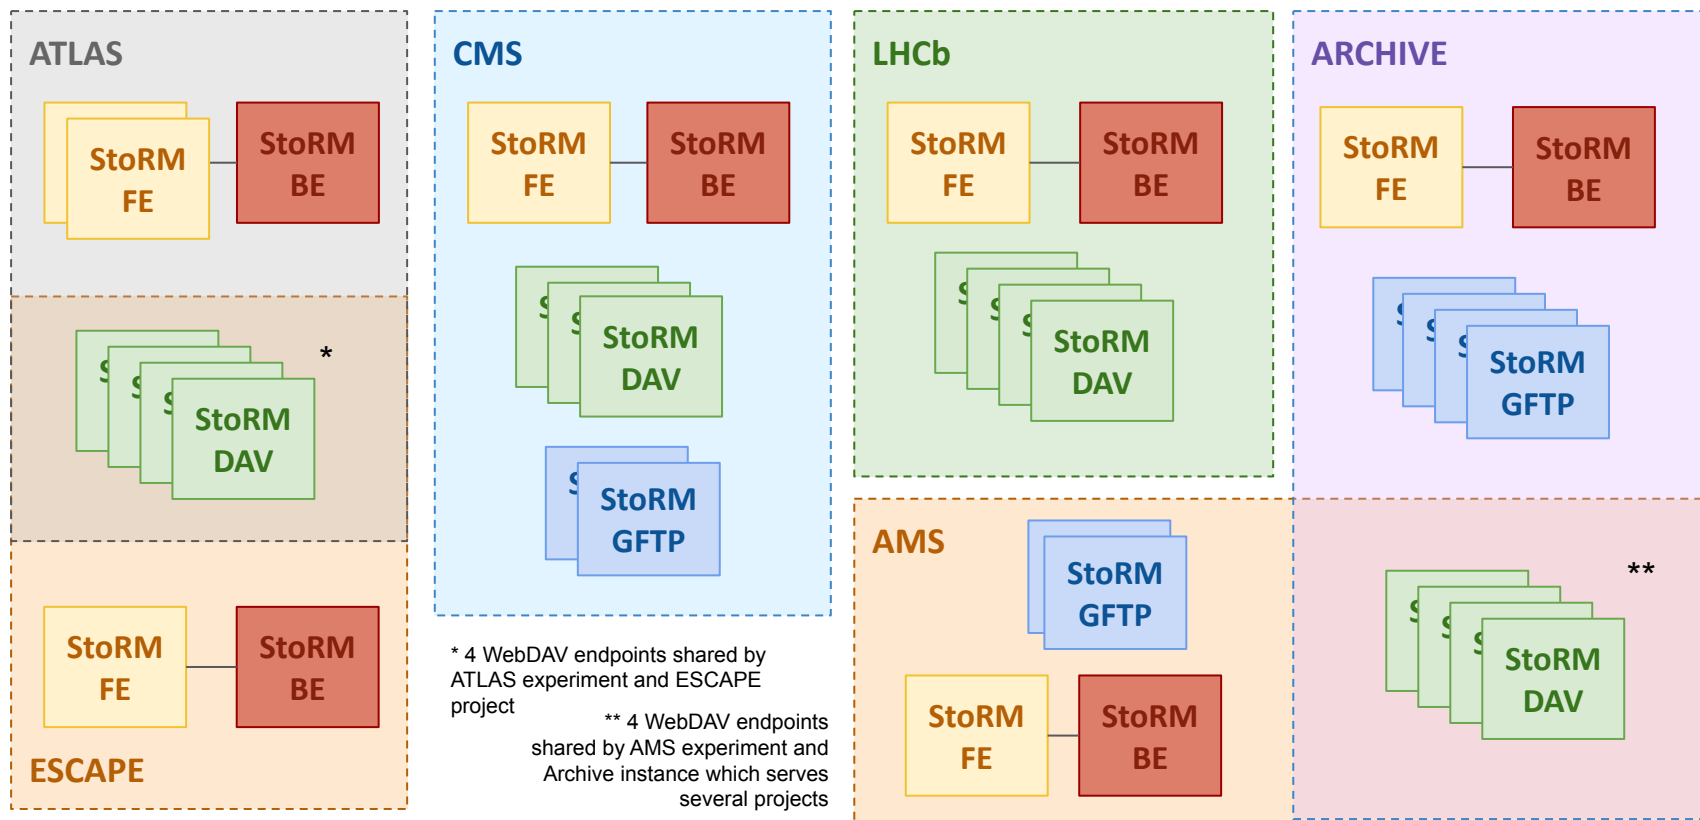 ATLAS
StoRM
FE
StoRM
BE
S
S
S
StoRM
DAV
*
StoRM
FE
StoRM
BE
ESCAPE
CMS
StoRM
FE
StoRM
BE
S
S
StoRM
DAV
S
StoRM
GFTP
* 4 WebDAV endpoints shared by
ATLAS experiment and ESCAPE
project
** 4 WebDAV endpoints
shared by AMS experiment and
Archive instance which serves
several projects
LHCb
StoRM
FE
StoRM
BE
S
S
S
StoRM
DAV
AMS
StoRM
GFTP
StoRM
FE
StoRM
BE
ARCHIVE
StoRM
FE
StoRM
BE
S
S
S
StoRM
GFTP
**
S
S
S
StoRM
DAV